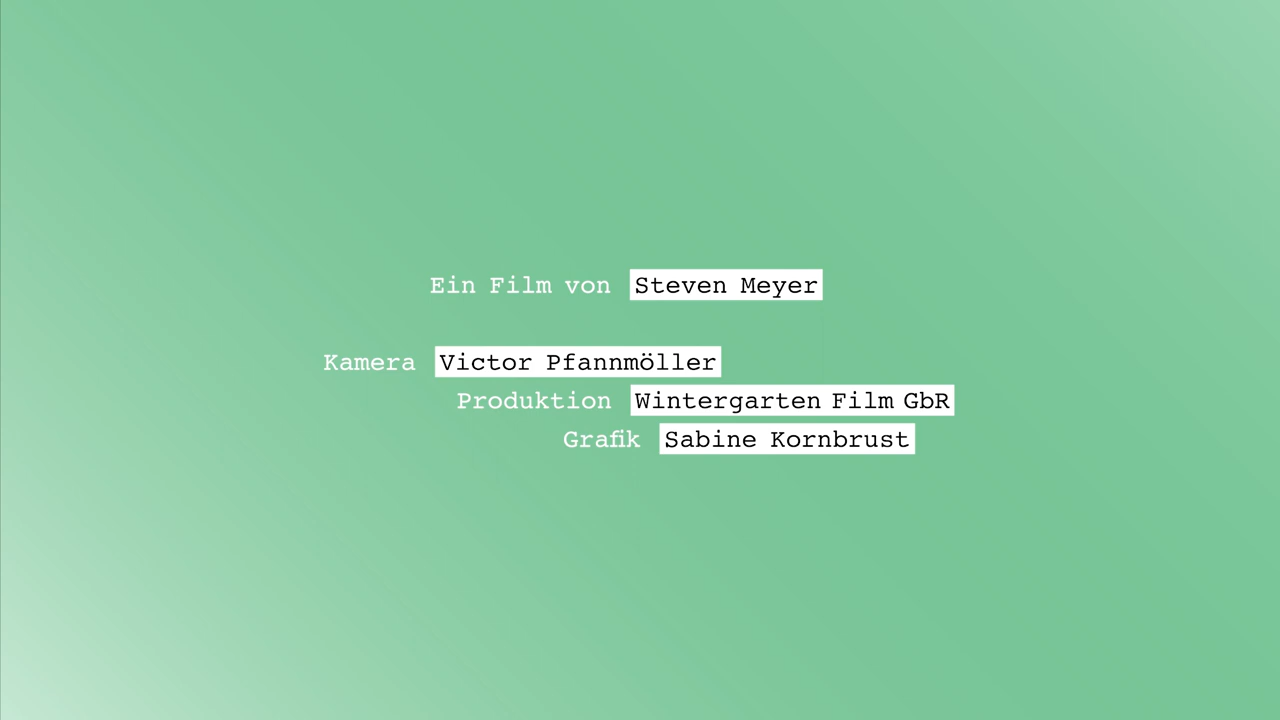 Ein Film von Steven Meyer
Kamera Victor Pfannmöller
Produktion Wintergarten Film GbR
Grafik Sabine Kornbrust